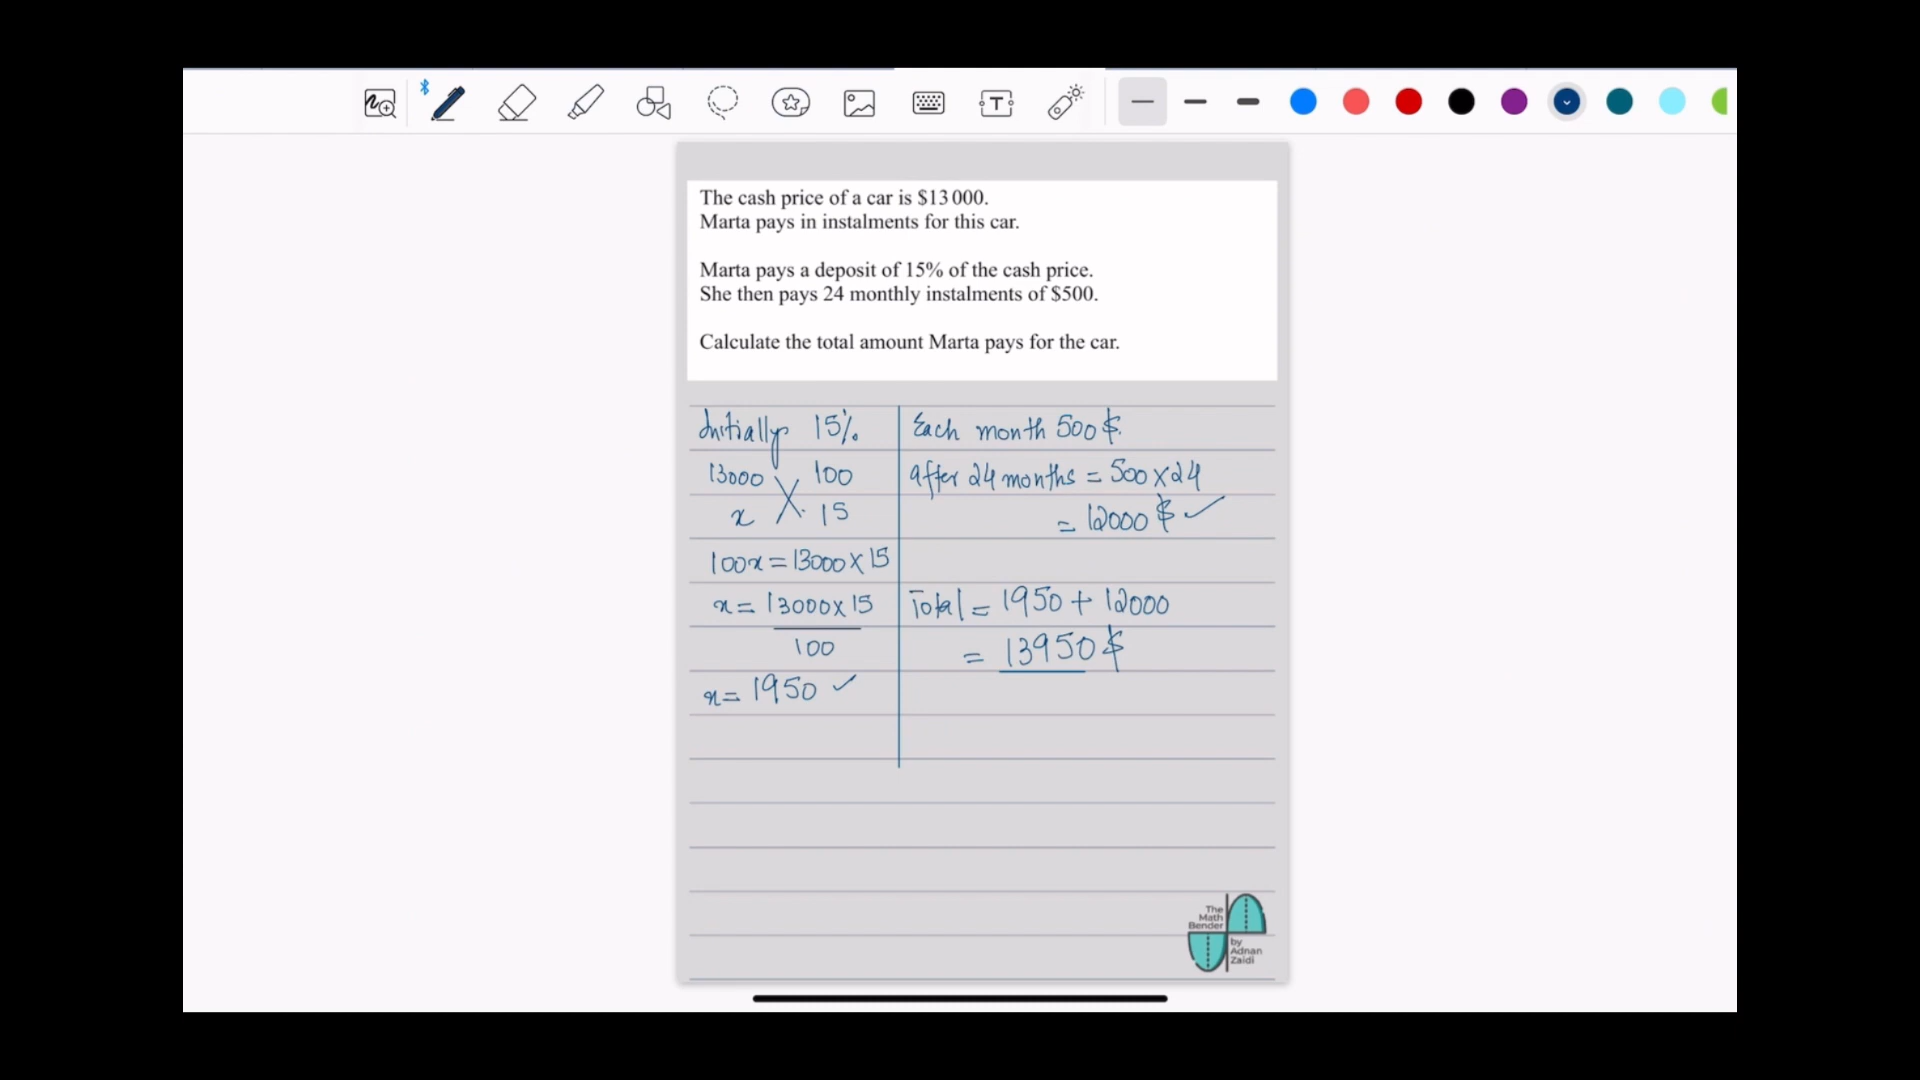 The cash price of a car is $13 000.
Marta pays in instalments for this car.
Marta pays a deposit of 15% of the cash price.
She then pays 24 monthly instalments of $500.
Calculate the total amount Marta pays for the car.
Initially 15%
13000 100
x 15
100x = 13000 × 15
x = 13000 × 15
100
x = 1950 ✓
Each month 500$.
after 24 months = 500 × 24
= 12000 $ ✓
Total = 1950 + 12000
= 13950 $
The
Math
Bender
by
Adnan
Zaidi